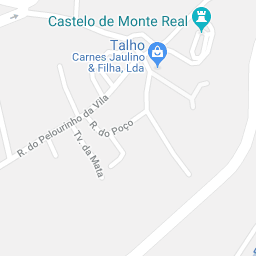 Castelo de Monte Real
Talho
Carnes Jaulino
& Filha, Lda
R. do Pelourinho da Vila
R. do Poço
Tv. da Mata